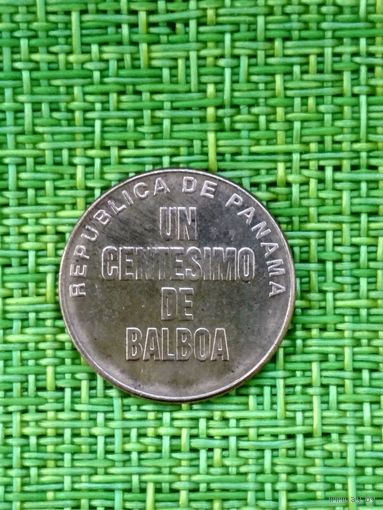 REPUBLICA DE PANAMA
UN
CENTESIMO
DE
BALBOA